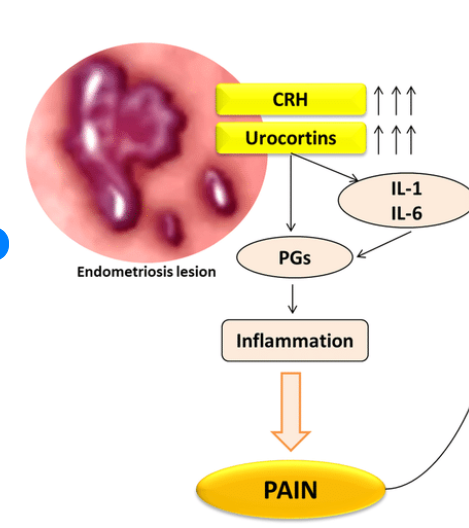 CRH
Urocortins
IL-1
IL-6
PGs
Endometriosis lesion
Inflammation
PAIN